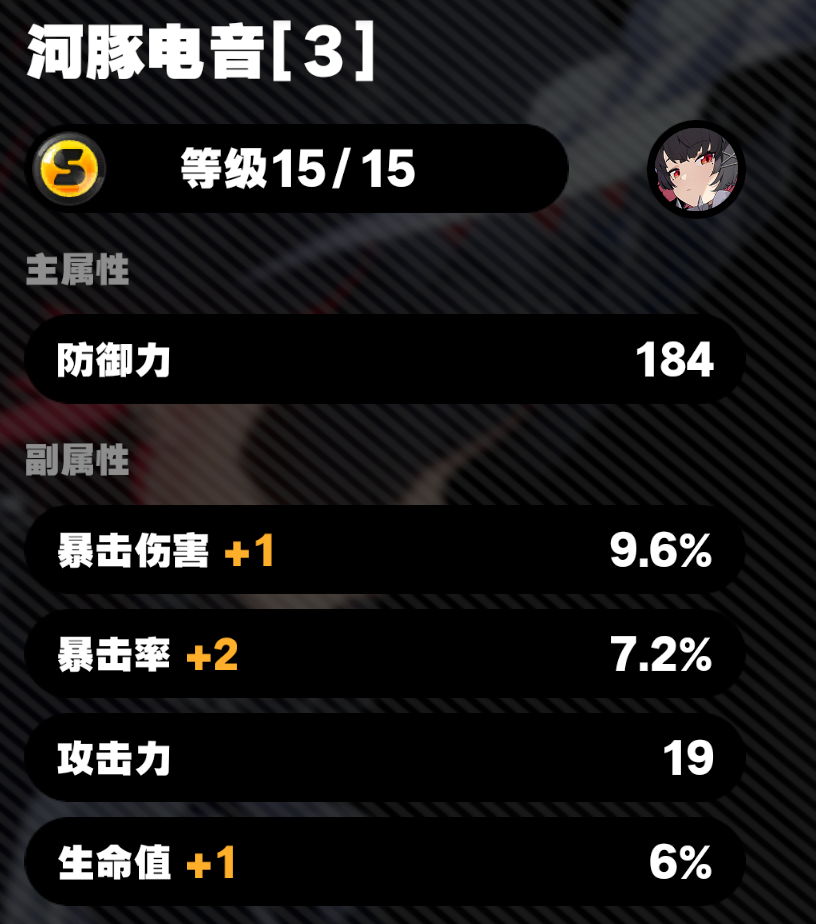 河豚电音[3]
S 等级15/15
主属性
防御力 184
副属性
暴击伤害 +1 9.6%
暴击率 +2 7.2%
攻击力 19
生命值 +1 6%